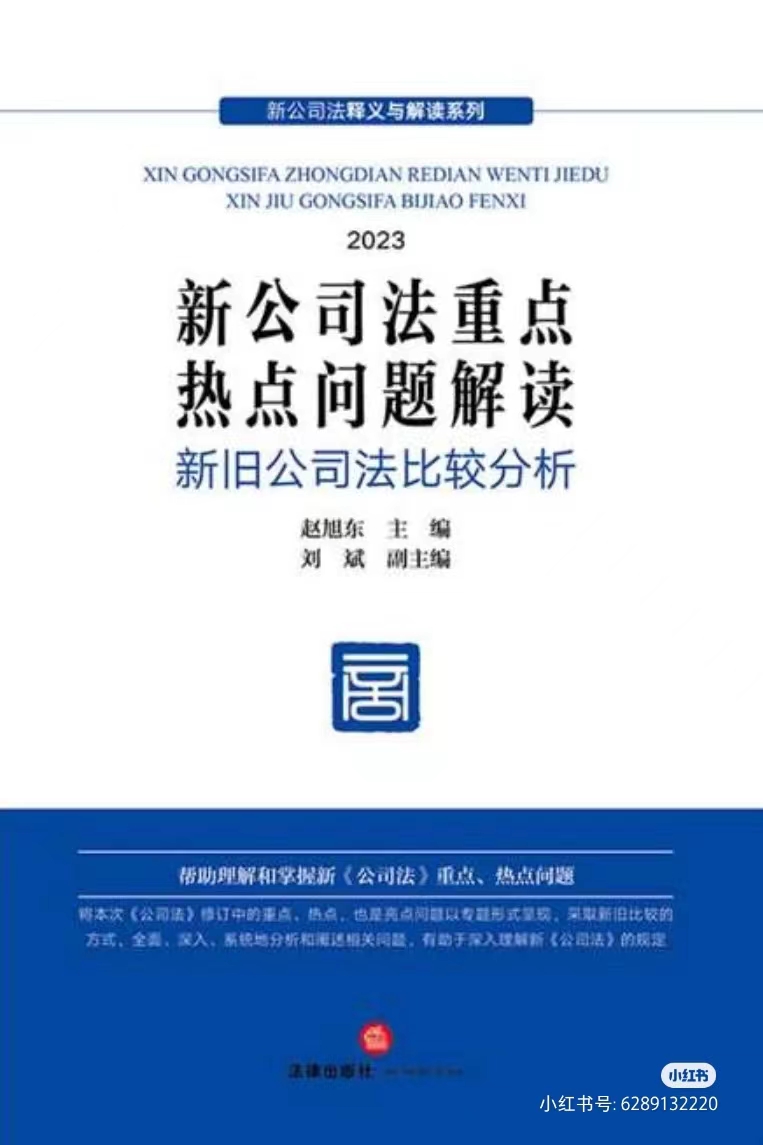 新公司法释义与解读系列
XIN GONGSIFA ZHONGDIAN REDIAN WENTI JIEDU
XIN JIU GONGSIFA BIJIAO FENXI
2023
新公司法重点
热点问题解读
新旧公司法比较分析
赵旭东 主 编
刘 斌 副主编
帮助理解和掌握新《公司法》重点、热点问题
将本次《公司法》修订中的重点、热点，也是亮点问题以专题形式呈现，采取新旧比较的
方式，全面、深入、系统地分析和阐述相关问题，有助于深入理解新《公司法》的规定
法律出版社
小红书
小红书号: 6289132220